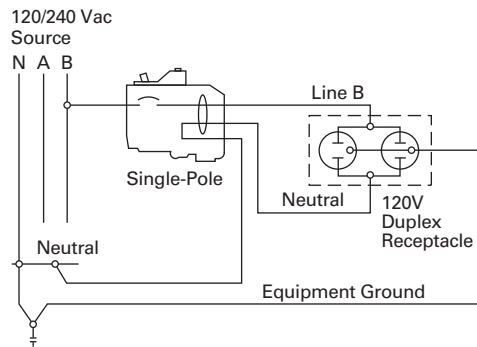 120/240 Vac
Source
N A B
Line B
Single-Pole
Neutral
120V
Duplex
Receptacle
Neutral
Equipment Ground